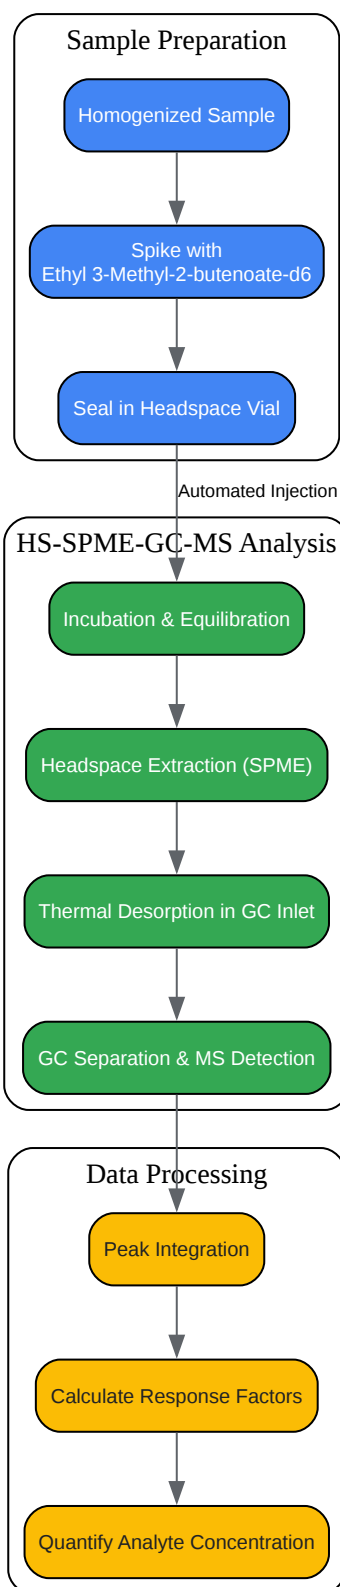 Sample Preparation
Homogenized Sample
Spike with
Ethyl 3-Methyl-2-butenoate-d6
Seal in Headspace Vial
Automated Injection
HS-SPME-GC-MS Analysis
Incubation & Equilibration
Headspace Extraction (SPME)
Thermal Desorption in GC Inlet
GC Separation & MS Detection
Data Processing
Peak Integration
Calculate Response Factors
Quantify Analyte Concentration